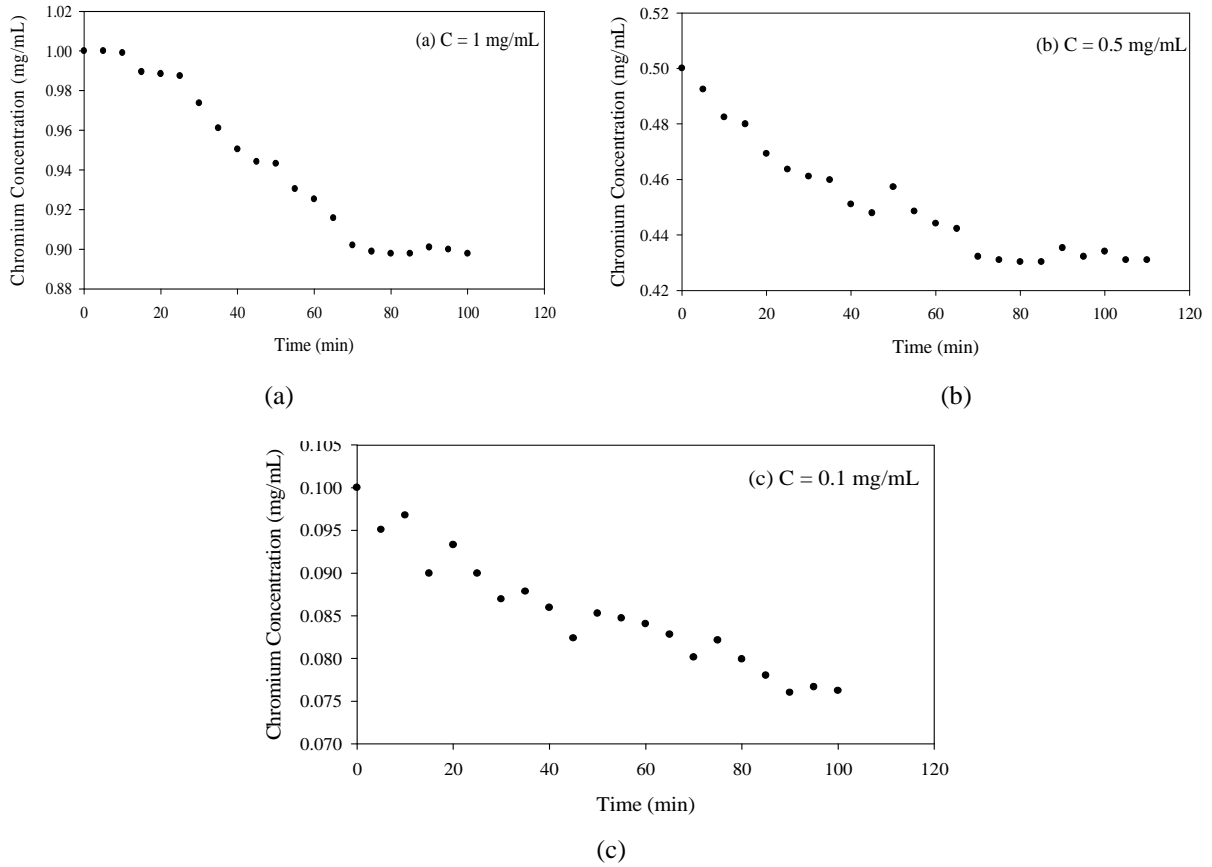 1.02
1.00
0.98
0.96
0.94
0.92
0.90
0.88
Chromium Concentration (mg/mL)
(a) C = 1 mg/mL
0 20 40 60 80 100 120
Time (min)
(a)
0.52
0.50
0.48
0.46
0.44
0.42
Chromium Concentration (mg/mL)
(b) C = 0.5 mg/mL
0 20 40 60 80 100 120
Time (min)
(b)
0.105
0.100
0.095
0.090
0.085
0.080
0.075
0.070
Chromium Concentration (mg/mL)
(c) C = 0.1 mg/mL
0 20 40 60 80 100 120
Time (min)
(c)